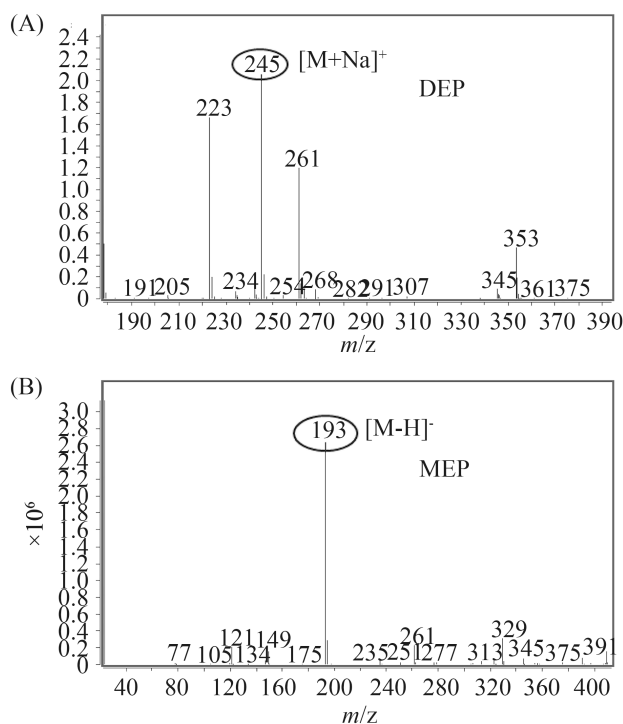 (A)
2.4
2.2
2.0
1.8
1.6
1.4
1.2
1.0
0.8
0.6
0.4
0.2
0
245
[M+Na]+
DEP
223
261
353
191 205 234 254 268 282 291 307 345 361 375
190 210 230 250 270 290 310 330 350 370 390
m/z
(B)
×10⁶
3.0
2.8
2.6
2.4
2.2
2.0
1.8
1.6
1.4
1.2
1.0
0.8
0.6
0.4
0.2
0
193
[M-H]-
MEP
77 105 121 134 149 175 235 251 261 277 313 329 345 375 391
40 80 120 160 200 240 280 320 360 400
m/z